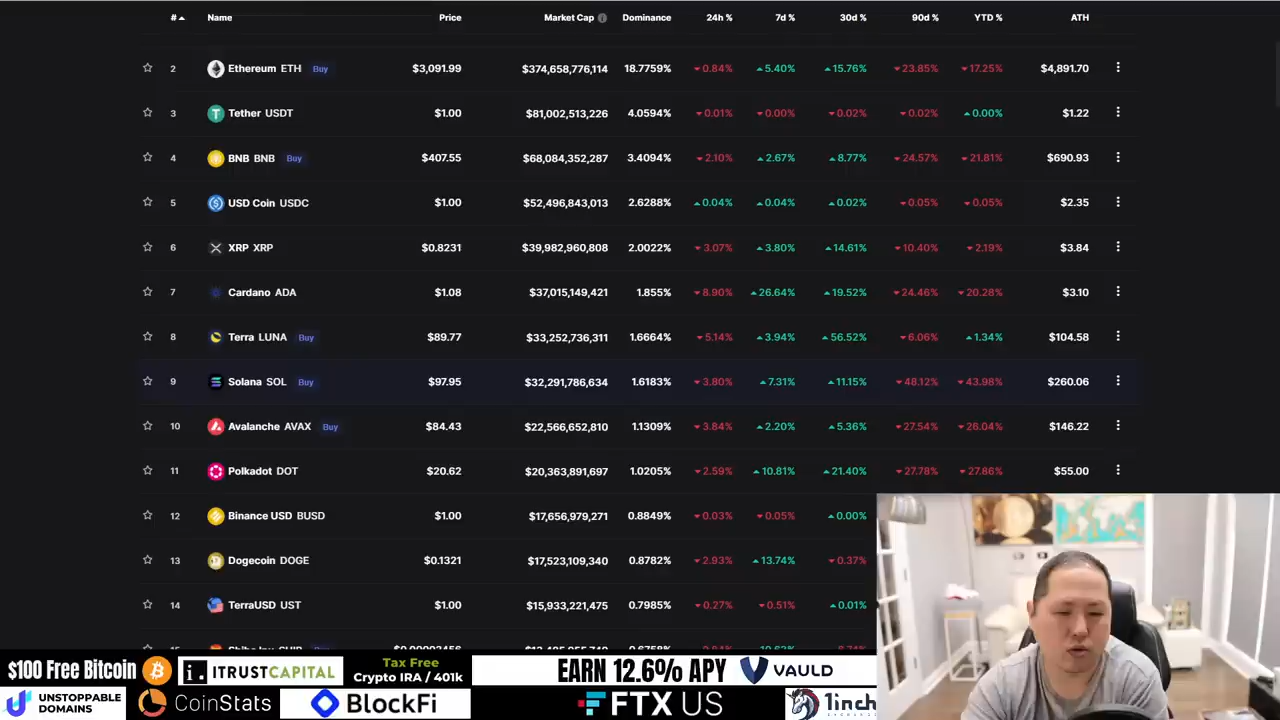 # Name Price Market Cap Dominance 24h % 7d % 30d % 90d % YTD % ATH
2 Ethereum ETH Buy $3,091.99 $374,658,776,114 18.7759% 0.84% 5.40% 15.76% 23.85% 17.25% $4,891.70
3 Tether USDT $1.00 $81,002,513,226 4.0594% 0.01% 0.00% 0.02% 0.02% 0.00% $1.22
4 BNB BNB Buy $407.55 $68,084,352,287 3.4094% 2.10% 2.67% 8.77% 24.57% 21.81% $690.93
5 USD Coin USDC $1.00 $52,496,843,013 2.6288% 0.04% 0.04% 0.02% 0.05% 0.05% $2.35
6 XRP XRP $0.8231 $39,982,960,808 2.0022% 3.07% 3.80% 14.61% 10.40% 2.19% $3.84
7 Cardano ADA $1.08 $37,015,149,421 1.855% 8.90% 26.64% 19.52% 24.46% 20.28% $3.10
8 Terra LUNA Buy $89.77 $33,252,736,311 1.6664% 5.14% 3.94% 56.52% 6.06% 1.34% $104.58
9 Solana SOL Buy $97.95 $32,291,786,634 1.6183% 3.80% 7.31% 11.15% 48.12% 43.98% $260.06
10 Avalanche AVAX Buy $84.43 $22,566,652,810 1.1309% 3.84% 2.20% 5.36% 27.54% 26.04% $146.22
11 Polkadot DOT $20.62 $20,363,891,697 1.0205% 2.59% 10.81% 21.40% 27.78% 27.86% $55.00
12 Binance USD BUSD $1.00 $17,656,979,271 0.8849% 0.03% 0.05% 0.00%
13 Dogecoin DOGE $0.1321 $17,523,109,340 0.8782% 2.93% 13.74% 0.37%
14 TerraUSD UST $1.00 $15,933,221,475 0.7985% 0.27% 0.51% 0.01%
$100 Free Bitcoin iTRUSTCAPITAL Tax Free
Crypto IRA / 401k
EARN 12.6% APY VAULD
UNSTOPPABLE
DOMAINS
CoinStats BlockFi FTX US 1inch